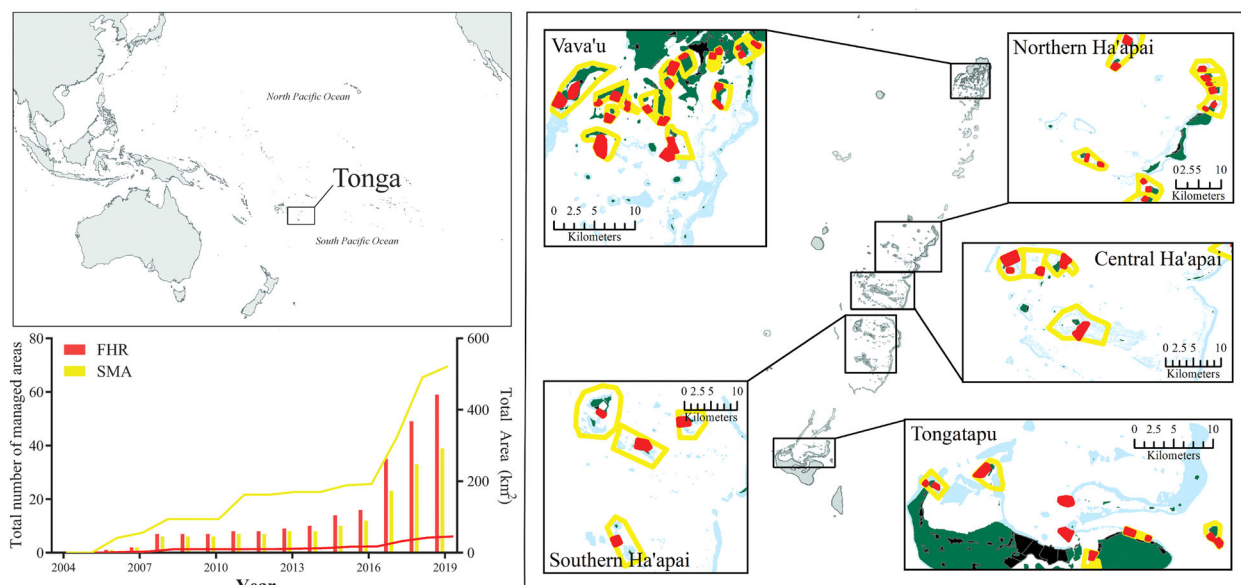 North Pacific Ocean
Tonga
South Pacific Ocean
80
60
40
20
0
Total number of managed areas
FHR
SMA
600
400
200
0
Total Area (km2)
2004
2007
2010
2013
2016
2019
Year
Vava'u
0 2.5 5 10
Kilometers
Northern Ha'apai
0 2.5 5 10
Kilometers
Central Ha'apai
0 2.5 5 10
Kilometers
Southern Ha'apai
0 2.5 5 10
Kilometers
Tongatapu
0 2.5 5 10
Kilometers